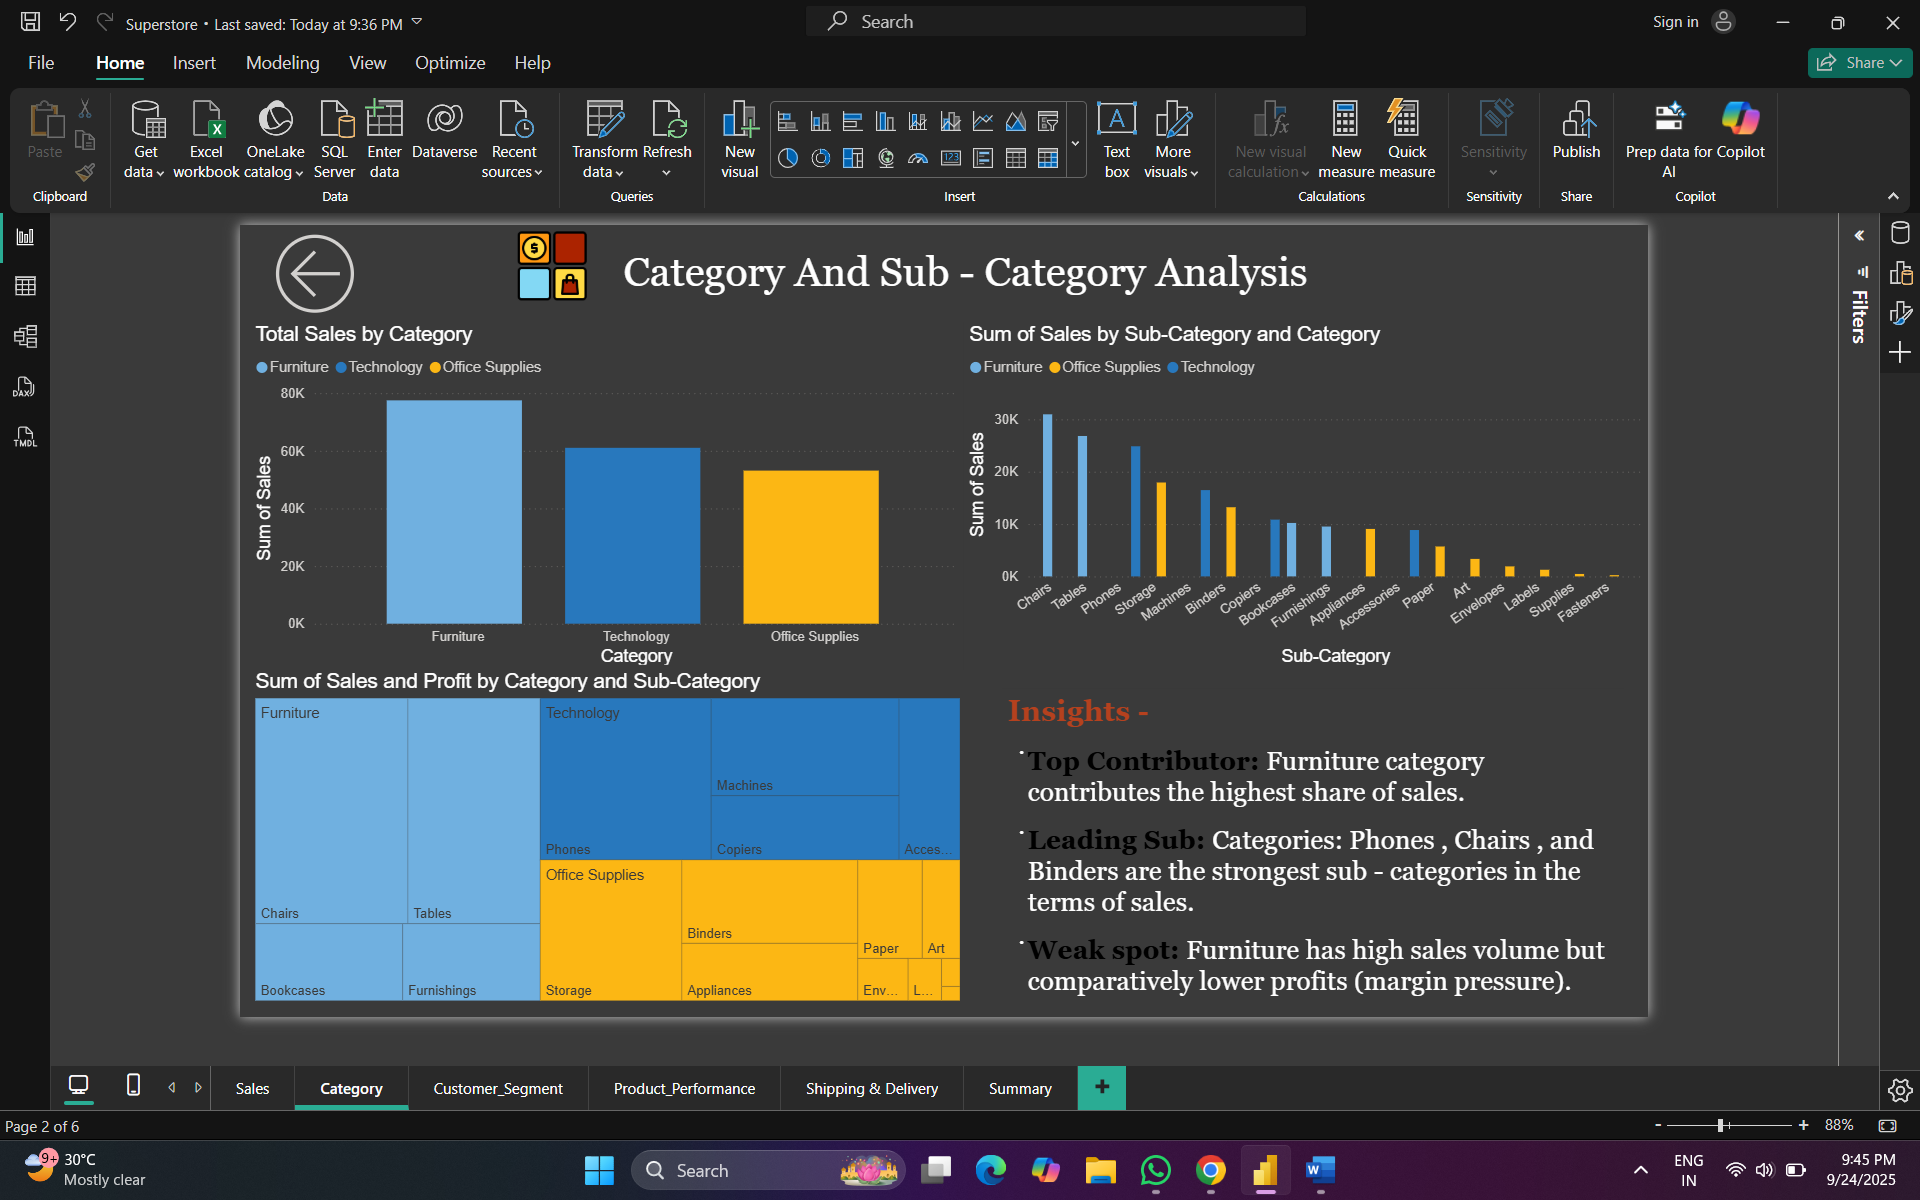 Superstore • Last saved: Today at 9:36 PM
Search
Sign in
File
Home
Insert
Modeling
View
Optimize
Help
Share
Paste
Get data
Excel workbook
OneLake catalog
SQL Server
Enter data
Dataverse
Recent sources
Transform data
Refresh
New visual
Text box
More visuals
New visual calculation
New measure
Quick measure
Sensitivity
Publish
Prep data for AI
Copilot
Clipboard
Data
Queries
Insert
Calculations
Sensitivity
Share
Copilot
DAX
TMDL
Filters
Category And Sub - Category Analysis
Total Sales by Category
Furniture Technology Office Supplies
Sum of Sales
80K
60K
40K
20K
0K
Furniture
Technology
Office Supplies
Category
Sum of Sales by Sub-Category and Category
Furniture Office Supplies Technology
Sum of Sales
30K
20K
10K
0K
Chairs
Tables
Phones
Storage
Machines
Binders
Copiers
Bookcases
Furnishings
Appliances
Accessories
Paper
Art
Envelopes
Labels
Supplies
Fasteners
Sub-Category
Sum of Sales and Profit by Category and Sub-Category
Furniture
Chairs
Tables
Bookcases
Furnishings
Technology
Phones
Machines
Copiers
Acces...
Office Supplies
Storage
Binders
Appliances
Paper
Art
Env...
L...
Insights -
Top Contributor: Furniture category
contributes the highest share of sales.
Leading Sub: Categories: Phones , Chairs , and
Binders are the strongest sub - categories in the
terms of sales.
Weak spot: Furniture has high sales volume but
comparatively lower profits (margin pressure).
Sales
Category
Customer_Segment
Product_Performance
Shipping & Delivery
Summary
Page 2 of 6
88%
9+
30°C
Mostly clear
Search
ENG
IN
9:45 PM
9/24/2025